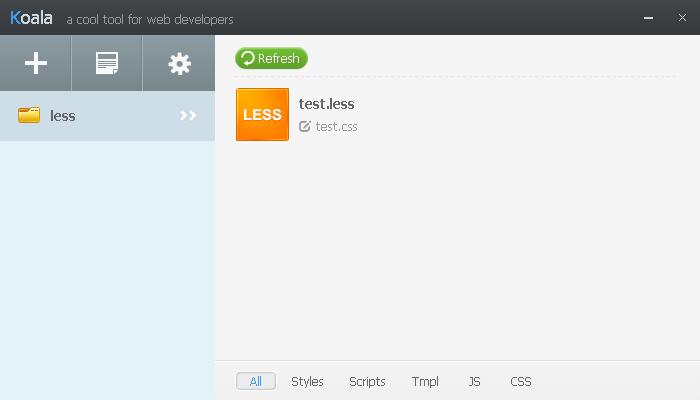 Koala a cool tool for web developers
Refresh
less
LESS
test.less
test.css
All Styles Scripts Tmpl JS CSS